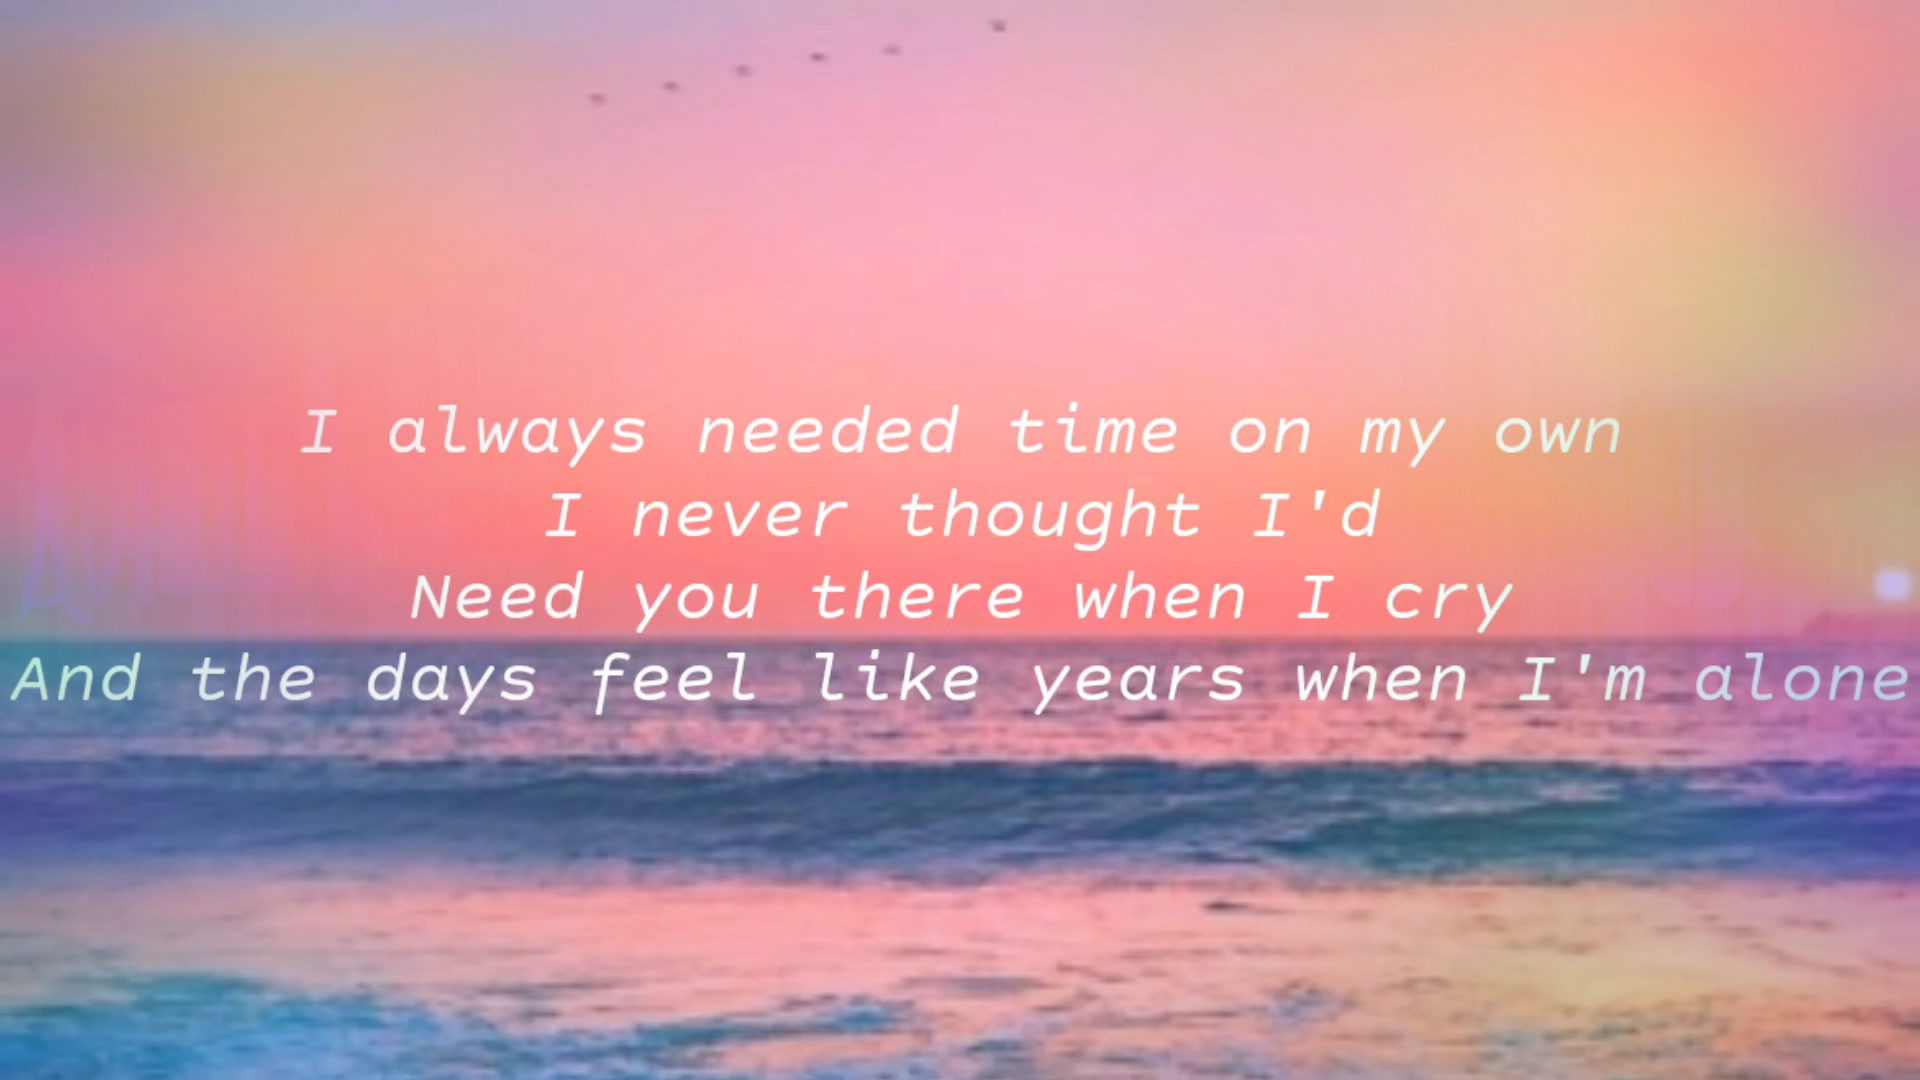 I always needed time on my own
I never thought I'd
Need you there when I cry
And the days feel like years when I'm alone